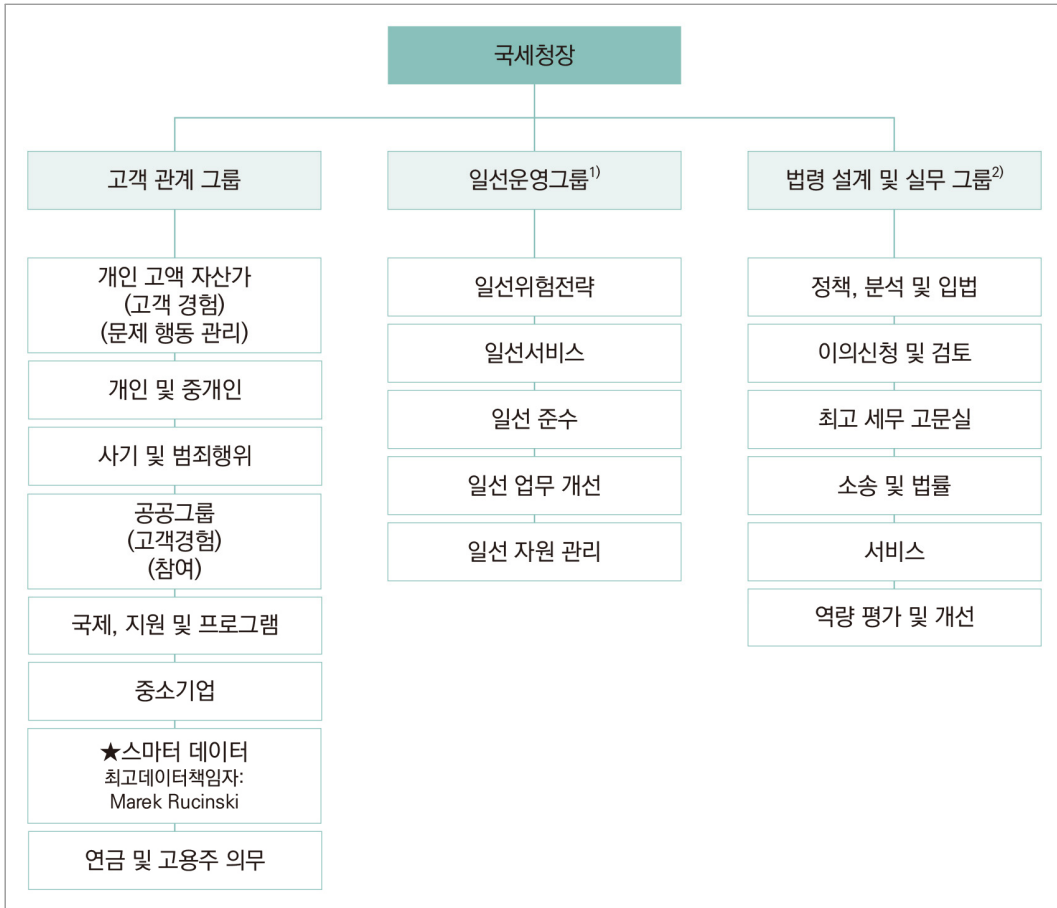 국세청장
고객 관계 그룹
개인 고액 자산가
(고객 경험)
(문제 행동 관리)
개인 및 중개인
사기 및 범죄행위
공공그룹
(고객경험)
(참여)
국제, 지원 및 프로그램
중소기업
★스마터 데이터
최고데이터책임자:
Marek Rucinski
연금 및 고용주 의무
일선운영그룹1)
일선위험전략
일선서비스
일선 준수
일선 업무 개선
일선 자원 관리
법령 설계 및 실무 그룹2)
정책, 분석 및 입법
이의신청 및 검토
최고 세무 고문실
소송 및 법률
서비스
역량 평가 및 개선